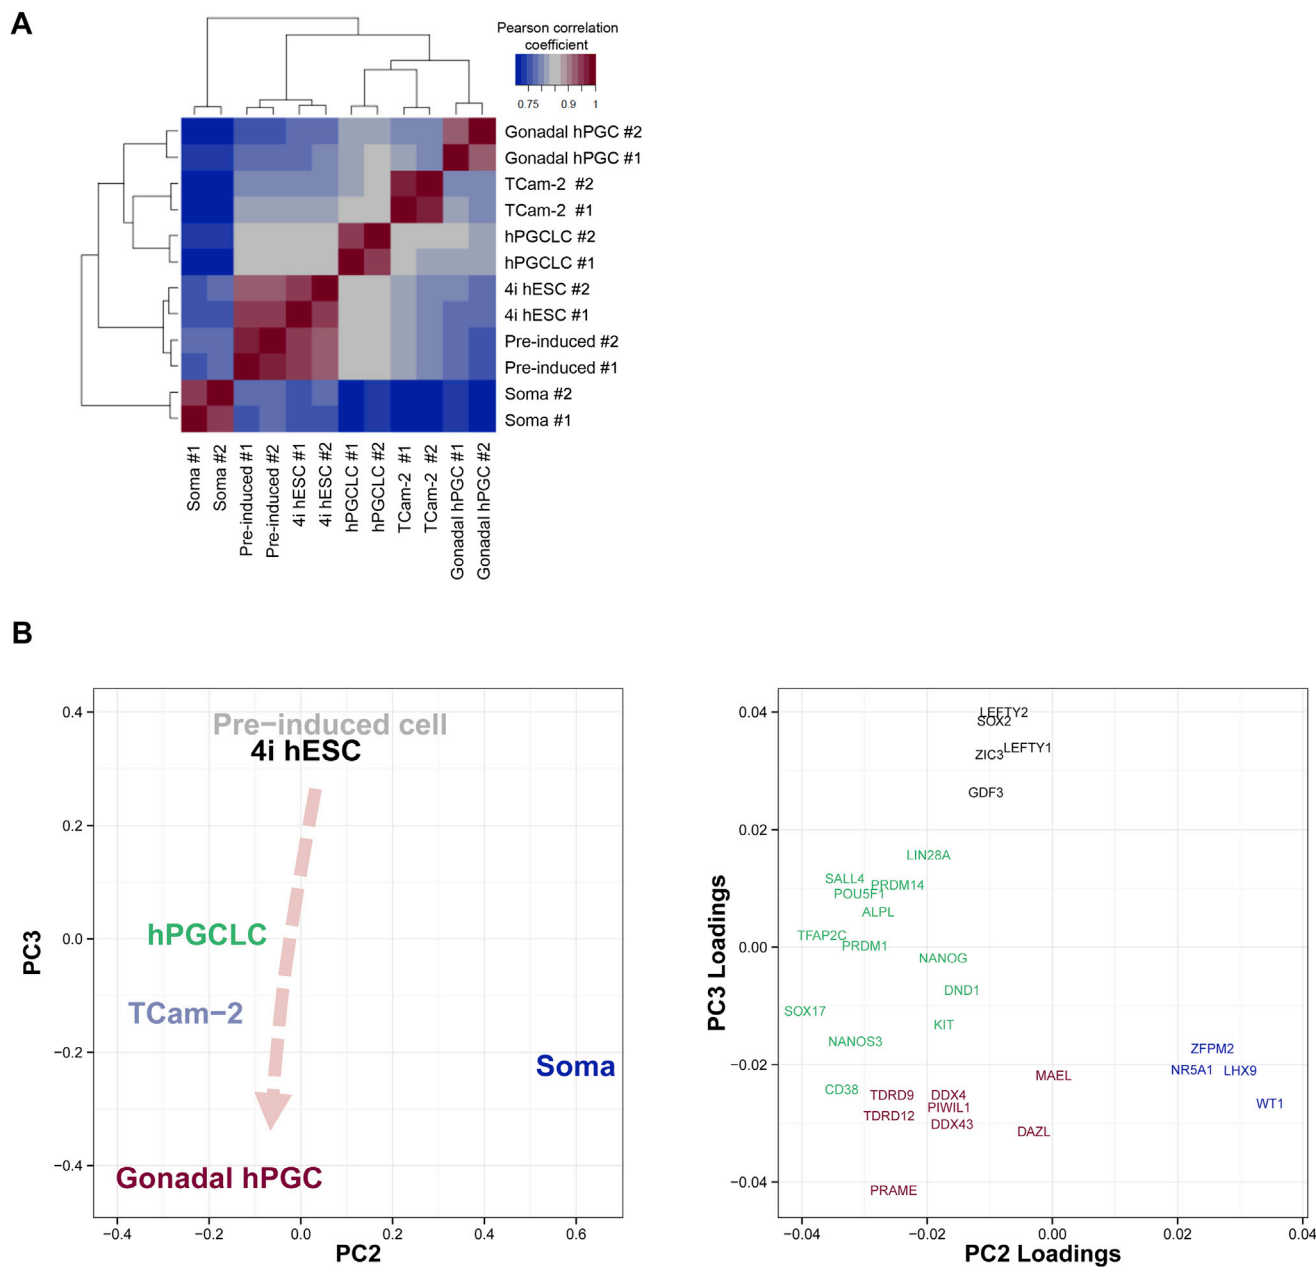 A
Pearson correlation
coefficient
0.75 0.9 1
Gonadal hPGC #2
Gonadal hPGC #1
TCam-2 #2
TCam-2 #1
hPGCLC #2
hPGCLC #1
4i hESC #2
4i hESC #1
Pre-induced #2
Pre-induced #1
Soma #2
Soma #1
Soma #1
Soma #2
Pre-induced #1
Pre-induced #2
4i hESC #1
4i hESC #2
hPGCLC #1
hPGCLC #2
TCam-2 #1
TCam-2 #2
Gonadal hPGC #1
Gonadal hPGC #2
B
PC3
0.4
0.2
0.0
−0.2
−0.4
Pre−induced cell
4i hESC
hPGCLC
TCam−2
Soma
Gonadal hPGC
−0.4 −0.2 0.0 0.2 0.4 0.6
PC2
PC3 Loadings
0.04
0.02
0.00
−0.02
−0.04
LEFTY2
SOX2
LEFTY1
ZIC3
GDF3
LIN28A
SALL4
PRDM14
POU5F1
ALPL
TFAP2C
PRDM1
NANOG
DND1
SOX17
KIT
NANOS3
ZFPM2
NR5A1 LHX9
MAEL
CD38
TDRD9 DDX4
WT1
PIWIL1
TDRD12
DDX43
DAZL
PRAME
−0.04 −0.02 0.00 0.02 0.04
PC2 Loadings